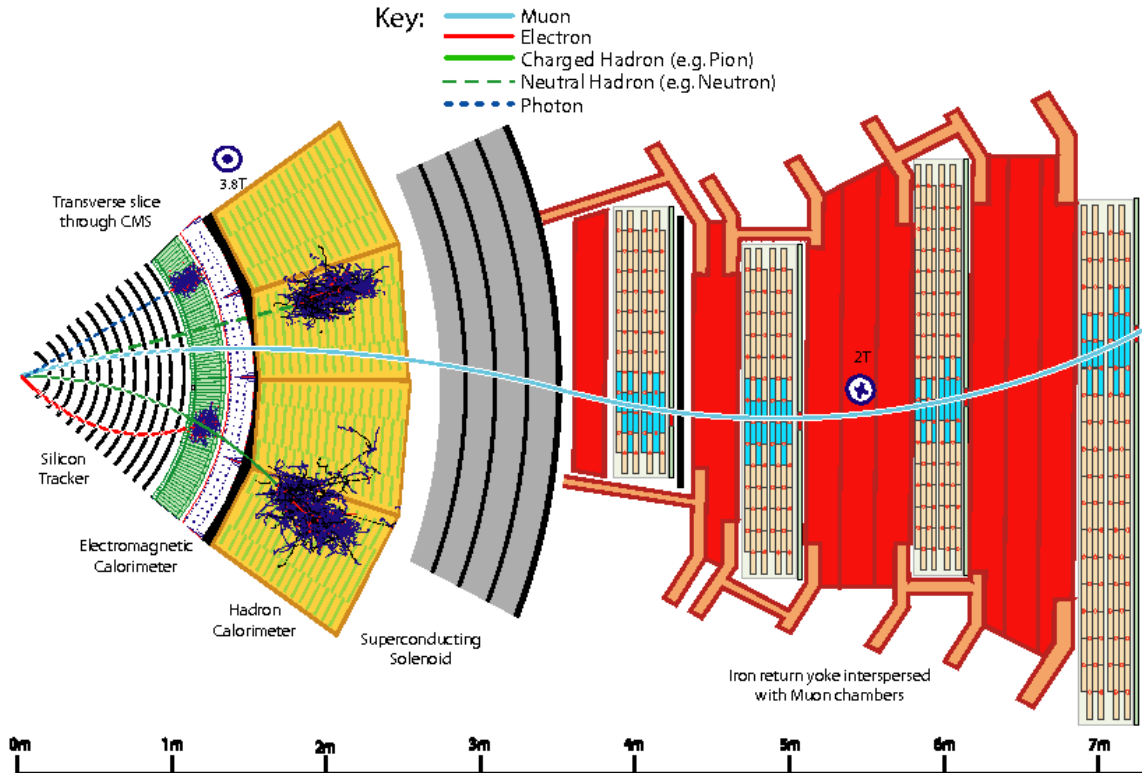 Key:
Muon
Electron
Charged Hadron (e.g. Pion)
Neutral Hadron (e.g. Neutron)
Photon
3.8T
Transverse slice
through CMS
2T
Silicon
Tracker
Electromagnetic
Calorimeter
Hadron
Calorimeter
Superconducting
Solenoid
Iron return yoke interspersed
with Muon chambers
0m 1m 2m 3m 4m 5m 6m 7m